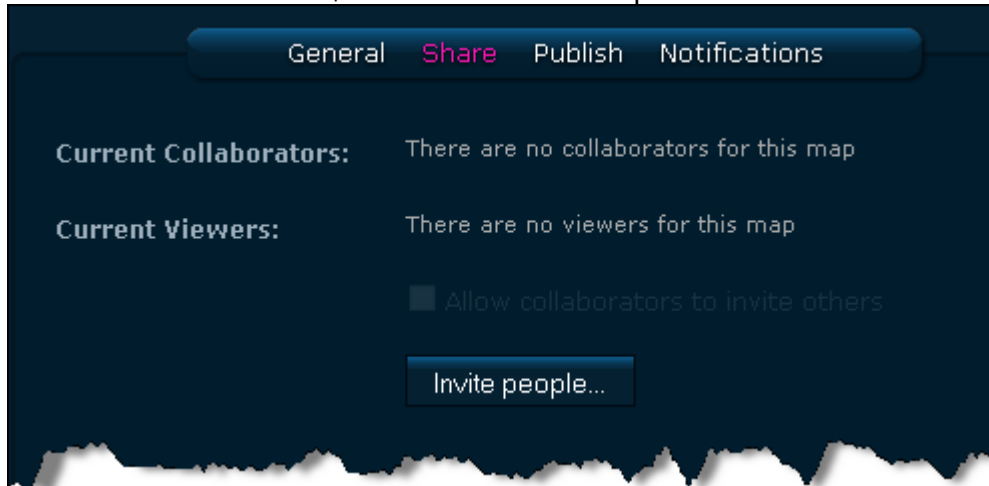 General Share Publish Notifications
Current Collaborators: There are no collaborators for this map
Current Viewers: There are no viewers for this map
Allow collaborators to invite others
Invite people...